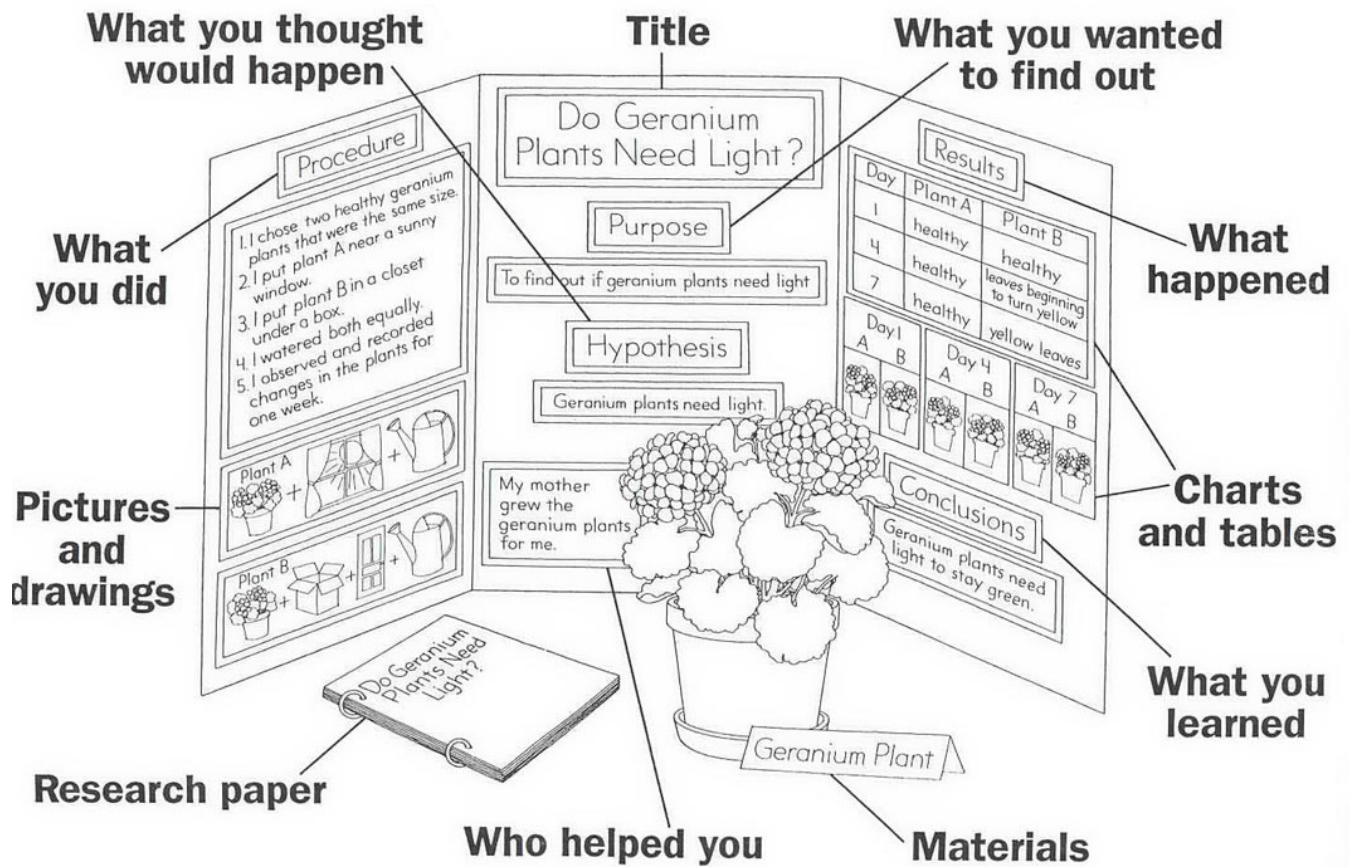 What you thought
would happen
Title
What you wanted
to find out
What
you did
Pictures
and
drawings
Procedure
1. I chose two healthy geranium
plants that were the same size.
2. I put plant A near a sunny
window.
3. I put plant B in a closet
under a box.
4. I watered both equally.
5. I observed and recorded
changes in the plants for
one week.
Plant A
+
+
Plant B
+
+
+
Do Geranium
Plants Need Light?
Purpose
To find out if geranium plants need light
Hypothesis
Geranium plants need light.
My mother
grew the
geranium plants
for me.
Results
Day Plant A Plant B
1 healthy healthy
4 healthy leaves beginning
to turn yellow
7 healthy yellow leaves
Day 1 Day 4 Day 7
A B A B A B
Conclusions
Geranium plants need
light to stay green.
What
happened
Charts
and tables
What you
learned
Do Geranium
Plants Need
Light?
Geranium Plant
Research paper
Who helped you
Materials